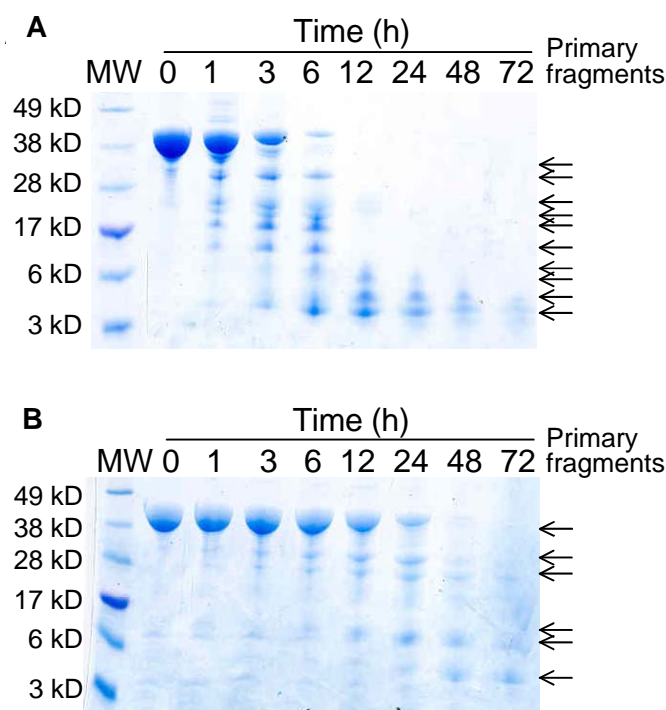 A
Time (h)
Primary
MW 0 1 3 6 12 24 48 72 fragments
49 kD
38 kD
28 kD
17 kD
6 kD
3 kD
B
Time (h)
Primary
MW 0 1 3 6 12 24 48 72 fragments
49 kD
38 kD
28 kD
17 kD
6 kD
3 kD